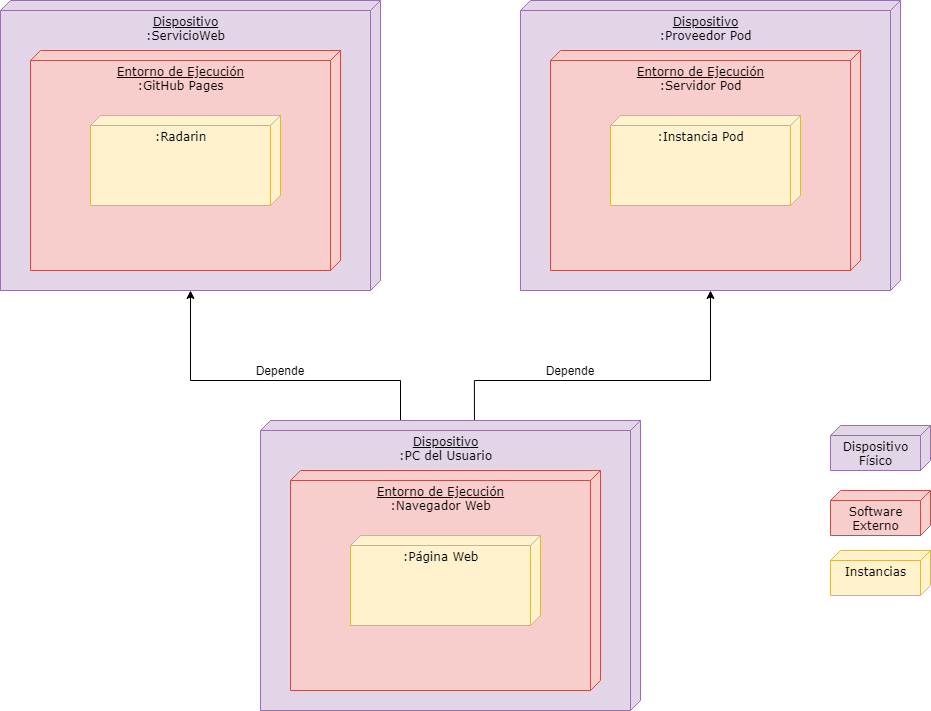 Dispositivo
:ServicioWeb
Entorno de Ejecución
:GitHub Pages
:Radarin
Dispositivo
:Proveedor Pod
Entorno de Ejecución
:Servidor Pod
:Instancia Pod
Depende
Depende
Dispositivo
:PC del Usuario
Entorno de Ejecución
:Navegador Web
:Página Web
Dispositivo
Físico
Software
Externo
Instancias